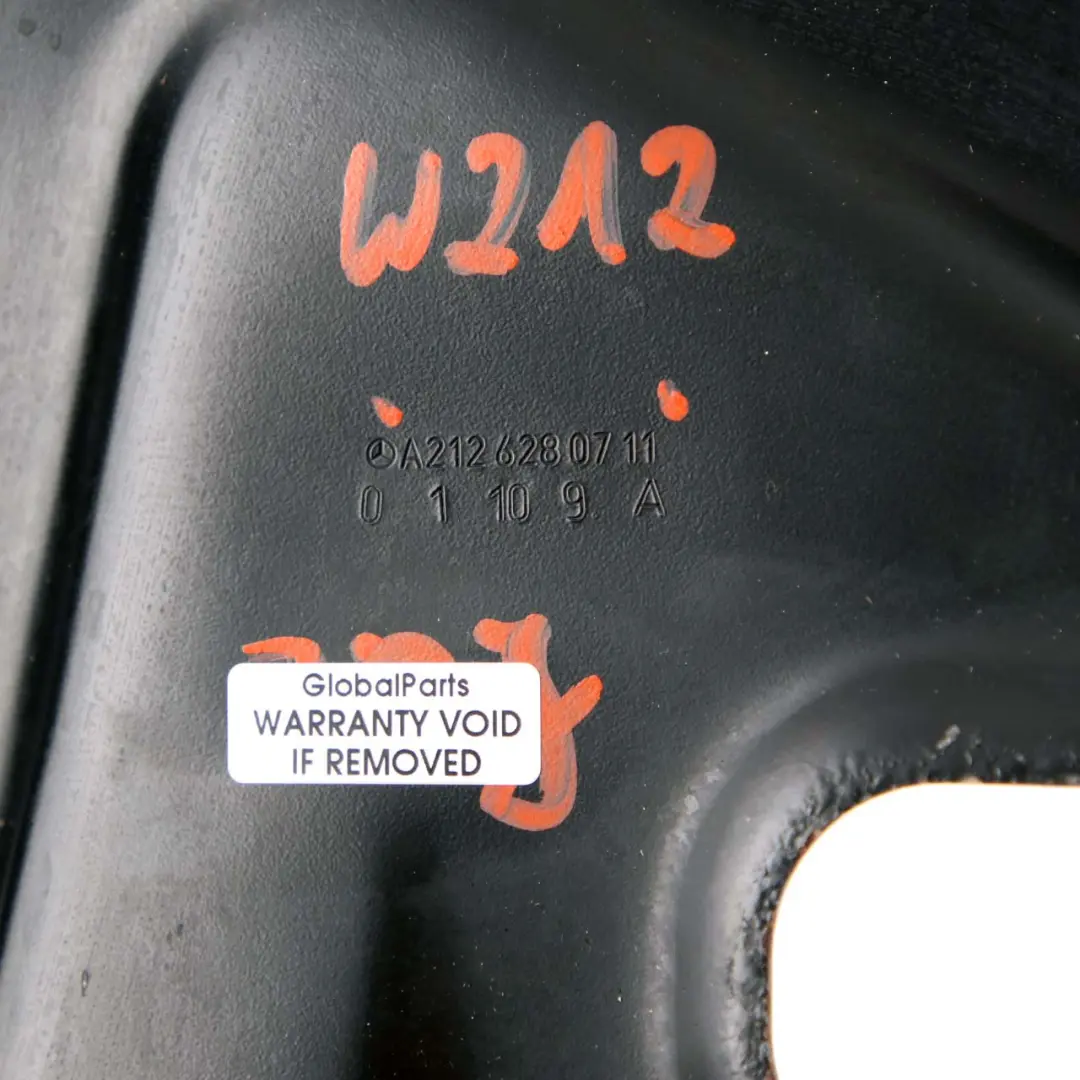 W212
A212 628 07 11
0 1 10 9 A
GlobalParts
WARRANTY VOID
IF REMOVED